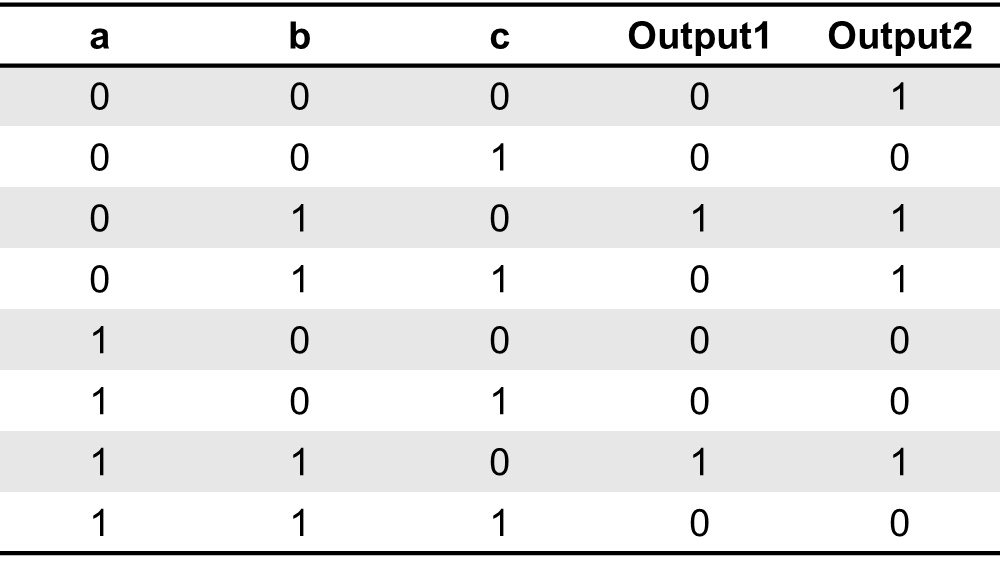 a b c Output1 Output2
0 0 0 0 1
0 0 1 0 0
0 1 0 1 1
0 1 1 0 1
1 0 0 0 0
1 0 1 0 0
1 1 0 1 1
1 1 1 0 0